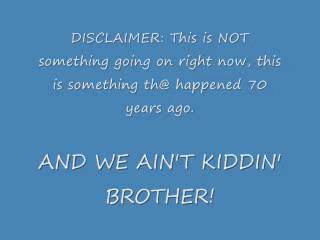 DISCLAIMER: This is NOT
something going on right now, this
is something th@ happened 70
years ago.
AND WE AIN'T KIDDIN'
BROTHER!